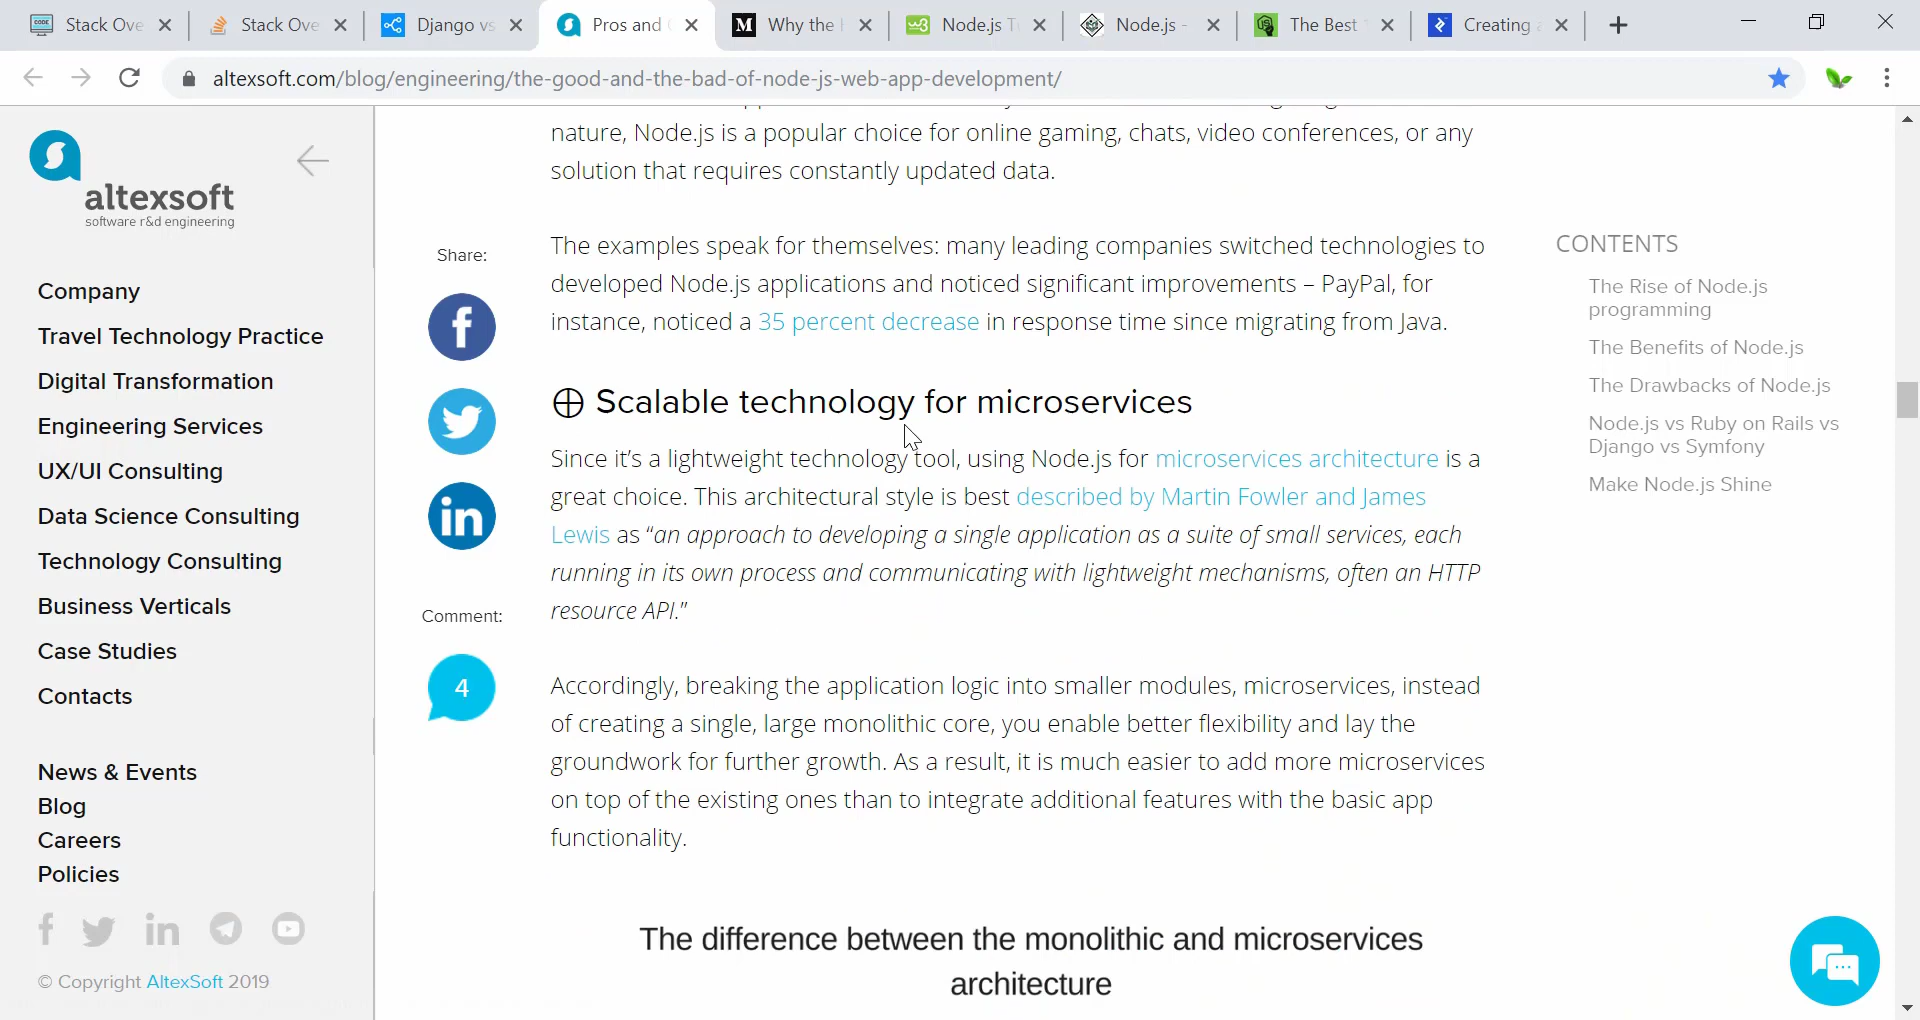 Stack Ove
Stack Ove
Django vs
Pros and
Why the
Node.js T
Node.js -
The Best
Creating
altexsoft.com/blog/engineering/the-good-and-the-bad-of-node-js-web-app-development/
altexsoft
software r&d engineering
Company
Travel Technology Practice
Digital Transformation
Engineering Services
UX/UI Consulting
Data Science Consulting
Technology Consulting
Business Verticals
Case Studies
Contacts
News & Events
Blog
Careers
Policies
© Copyright AltexSoft 2019
Share:
Comment:
4
nature, Node.js is a popular choice for online gaming, chats, video conferences, or any
solution that requires constantly updated data.
The examples speak for themselves: many leading companies switched technologies to
developed Node.js applications and noticed significant improvements – PayPal, for
instance, noticed a 35 percent decrease in response time since migrating from Java.
Scalable technology for microservices
Since it’s a lightweight technology tool, using Node.js for microservices architecture is a
great choice. This architectural style is best described by Martin Fowler and James
Lewis as “an approach to developing a single application as a suite of small services, each
running in its own process and communicating with lightweight mechanisms, often an HTTP
resource API.”
Accordingly, breaking the application logic into smaller modules, microservices, instead
of creating a single, large monolithic core, you enable better flexibility and lay the
groundwork for further growth. As a result, it is much easier to add more microservices
on top of the existing ones than to integrate additional features with the basic app
functionality.
The difference between the monolithic and microservices
architecture
CONTENTS
The Rise of Node.js
programming
The Benefits of Node.js
The Drawbacks of Node.js
Node.js vs Ruby on Rails vs
Django vs Symfony
Make Node.js Shine